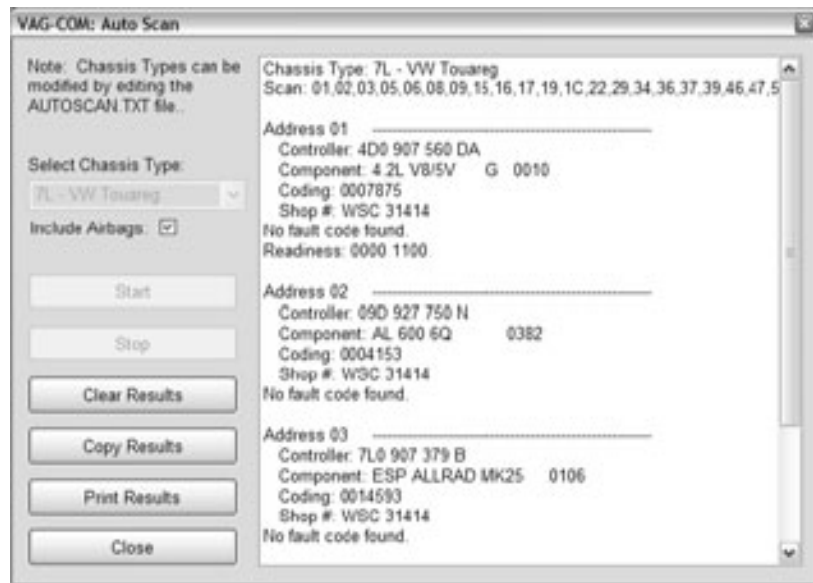 VAG-COM: Auto Scan
Note: Chassis Types can be
modified by editing the
AUTOSCAN.TXT file..
Select Chassis Type:
7L - VW Touareg
Include Airbags:
Start
Stop
Clear Results
Copy Results
Print Results
Close
Chassis Type: 7L - VW Touareg
Scan: 01,02,03,05,06,08,09,15,16,17,19,1C,22,29,34,36,37,39,46,47,5
Address 01 ----------------------------------------
Controller: 4D0 907 560 DA
Component: 4.2L V8/5V G 0010
Coding: 0007875
Shop #: WSC 31414
No fault code found.
Readiness: 0000 1100
Address 02 ----------------------------------------
Controller: 09D 927 750 N
Component: AL 600 6Q 0382
Coding: 0004153
Shop #: WSC 31414
No fault code found.
Address 03 ----------------------------------------
Controller: 7L0 907 379 B
Component: ESP ALLRAD MK25 0106
Coding: 0014593
Shop #: WSC 31414
No fault code found.